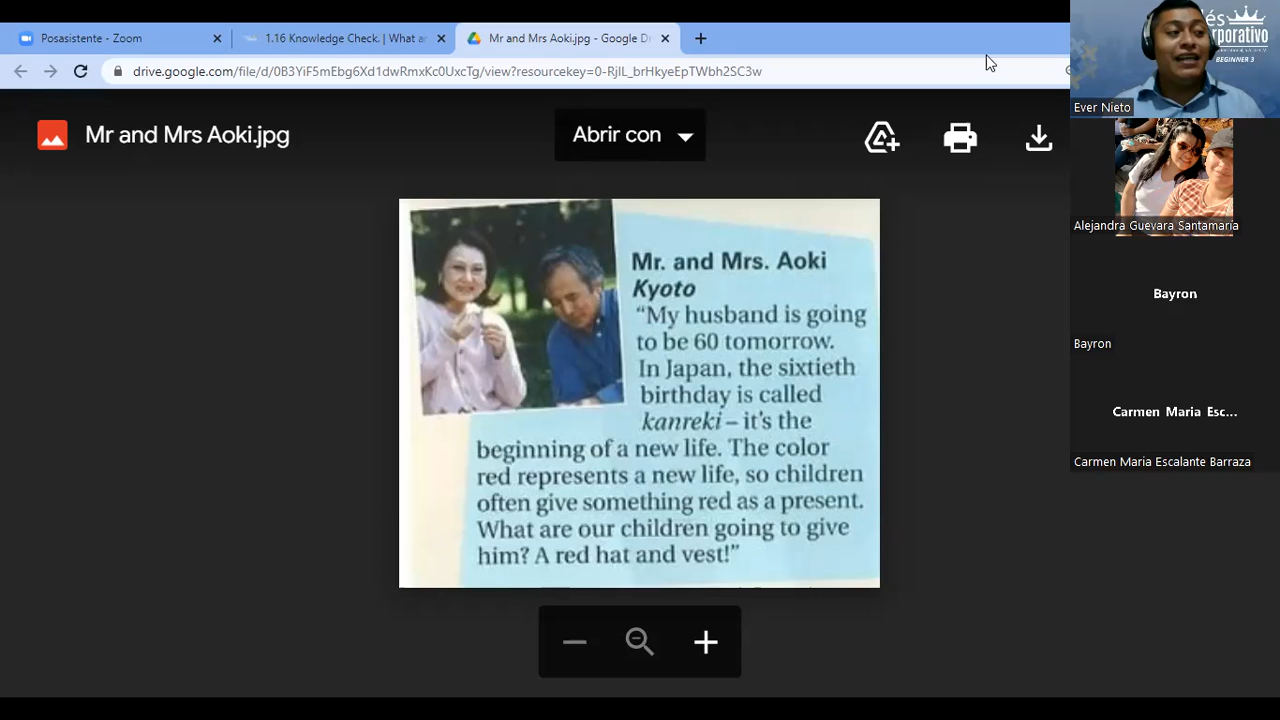 Posasistente - Zoom
1.16 Knowledge Check. | What a
Mr and Mrs Aoki.jpg - Google D
drive.google.com/file/d/0B3YiF5mEbg6Xd1dwRmxKc0UxcTg/view?resourcekey=0-RjIL_brHkyeEpTWbh2SC3w
Mr and Mrs Aoki.jpg
Abrir con
Mr. and Mrs. Aoki
Kyoto
“My husband is going
to be 60 tomorrow.
In Japan, the sixtieth
birthday is called
kanreki – it’s the
beginning of a new life. The color
red represents a new life, so children
often give something red as a present.
What are our children going to give
him? A red hat and vest!”
és
orporativo
BEGINNER 3
Ever Nieto
Alejandra Guevara Santamaría
Bayron
Bayron
Carmen Maria Esc...
Carmen Maria Escalante Barraza